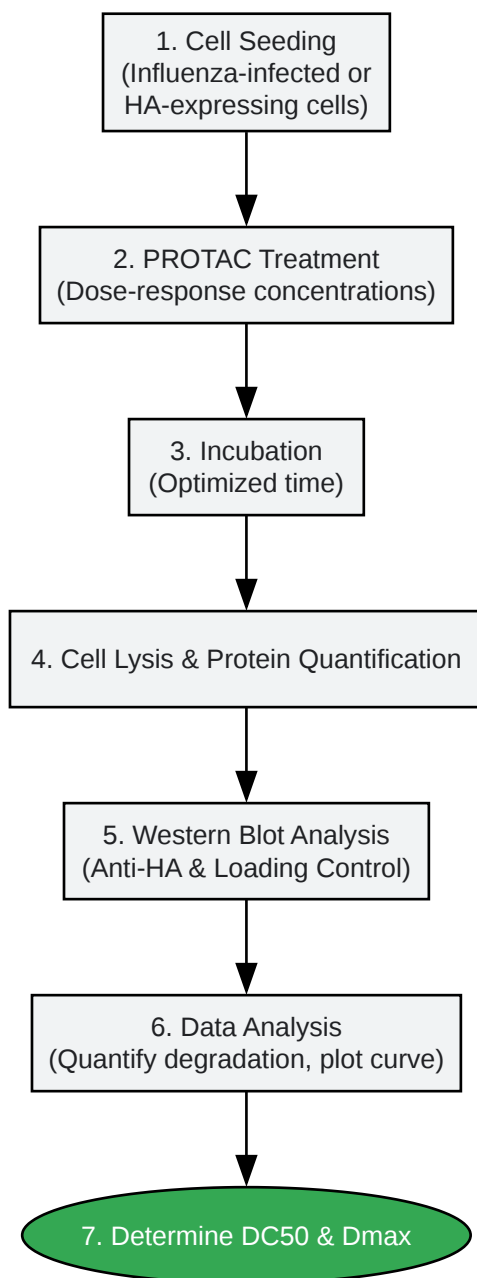 1. Cell Seeding
(Influenza-infected or
HA-expressing cells)
2. PROTAC Treatment
(Dose-response concentrations)
3. Incubation
(Optimized time)
4. Cell Lysis & Protein Quantification
5. Western Blot Analysis
(Anti-HA & Loading Control)
6. Data Analysis
(Quantify degradation, plot curve)
7. Determine DC50 & Dmax